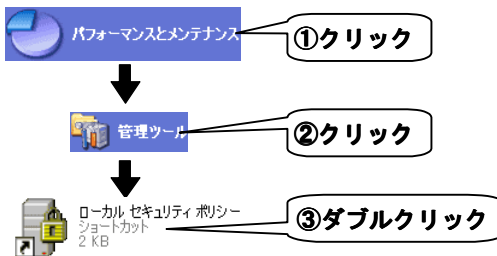 パフォーマンスとメンテナンス
①クリック
管理ツール
②クリック
ローカル セキュリティ ポリシー
ショートカット
2 KB
③ダブルクリック